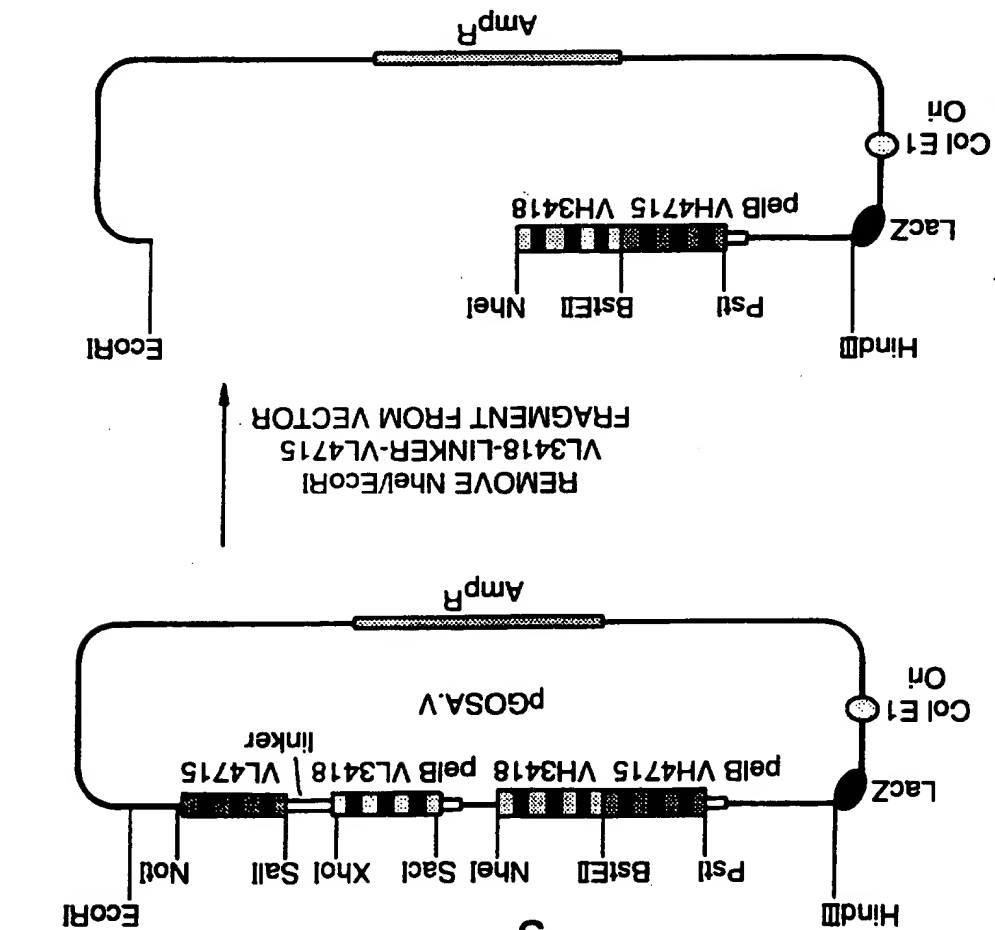 HindIII EcoRI
PstI BstEII NheI SacI XhoI SalI NotI
LacZ
pelB VH4715 VH3418 pelB VL3418 VL4715
linker
Col E1
Ori
pGOSA.V
AmpR
REMOVE NheI/EcoRI
VL3418-LINKER-VL4715
FRAGMENT FROM VECTOR
HindIII EcoRI
PstI BstEII NheI
LacZ
pelB VH4715 VH3418
Col E1
Ori
AmpR